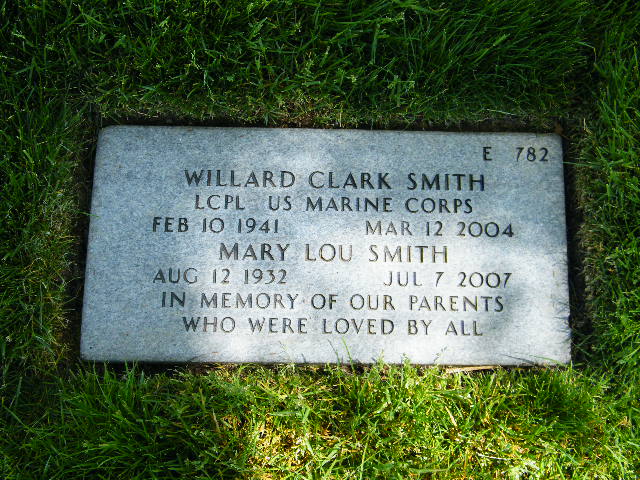 E 782
WILLARD CLARK SMITH
LCPL US MARINE CORPS
FEB 10 1941 MAR 12 2004
MARY LOU SMITH
AUG 12 1932 JUL 7 2007
IN MEMORY OF OUR PARENTS
WHO WERE LOVED BY ALL